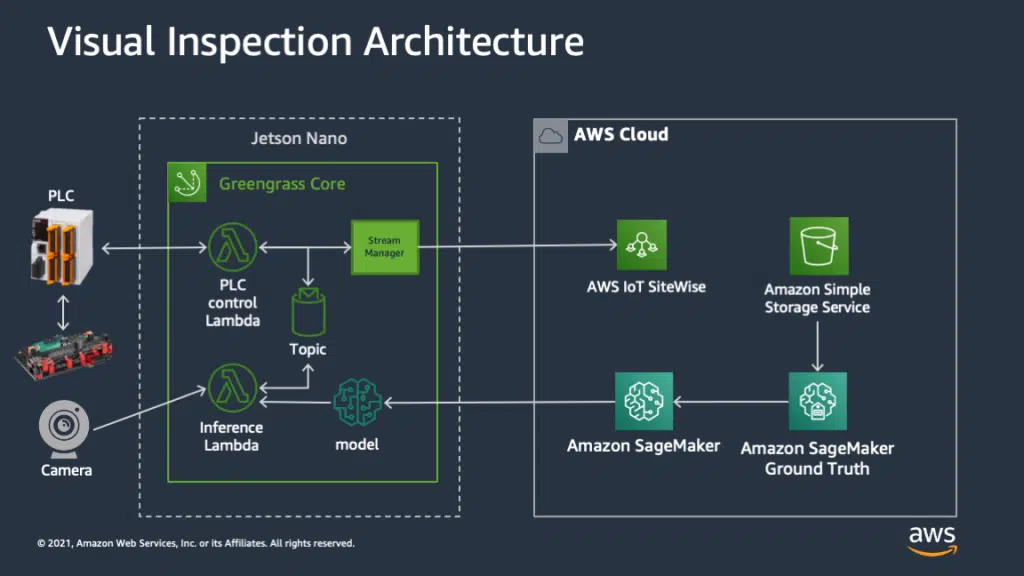 Visual Inspection Architecture
Jetson Nano
AWS Cloud
Greengrass Core
PLC
Stream
Manager
PLC
control
Lambda
AWS IoT SiteWise
Amazon Simple
Storage Service
Topic
Inference
Lambda
model
Amazon SageMaker
Amazon SageMaker
Ground Truth
Camera
© 2021, Amazon Web Services, Inc. or its Affiliates. All rights reserved.
aws